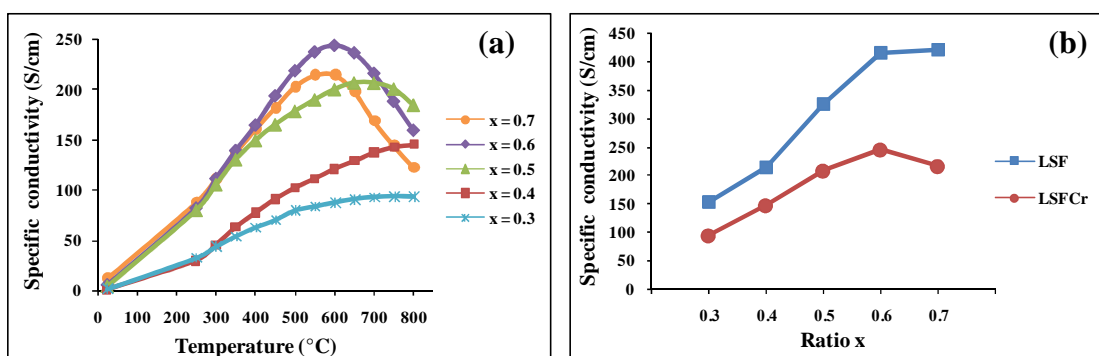 (a)
Specific conductivity (S/cm)
250
200
150
100
50
0
0 100 200 300 400 500 600 700 800
Temperature (°C)
x = 0.7
x = 0.6
x = 0.5
x = 0.4
x = 0.3
(b)
Specific conductivity (S/cm)
450
400
350
300
250
200
150
100
50
0
0.3 0.4 0.5 0.6 0.7
Ratio x
LSF
LSFCr